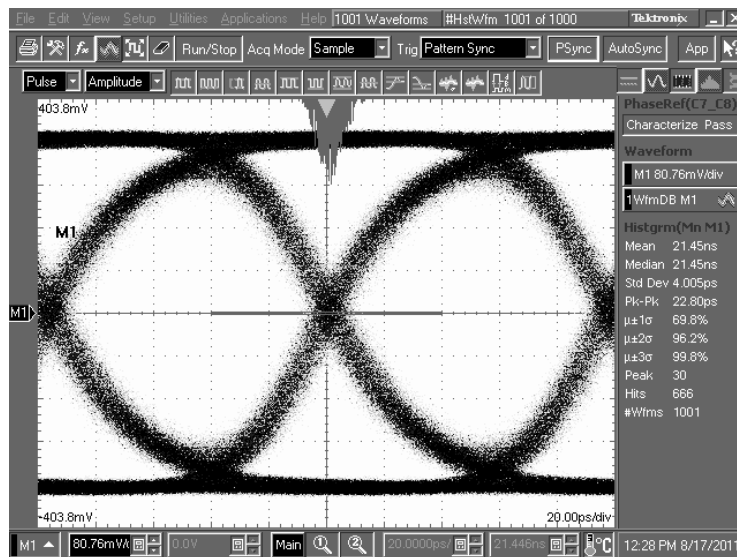 File Edit View Setup Utilities Applications Help 1001 Waveforms #HstWfm 1001 of 1000 Tektronix
Run/Stop Acq Mode Sample Trig Pattern Sync PSync AutoSync App
Pulse Amplitude
403.8mV
PhaseRef(C7_C8)
Characterize Pass
Waveform
M1 80.76mV/div
1WfmDB M1
M1
Histgrm(Mn M1)
Mean 21.45ns
Median 21.45ns
Std Dev 4.005ps
M1
Pk-Pk 22.80ps
µ±1σ 69.8%
µ±2σ 96.2%
µ±3σ 99.8%
Peak 30
Hits 666
#Wfms 1001
-403.8mV 20.00ps/div
M1 80.76mV/ 0.0V Main 1 2 20.0000ps/ 21.446ns °C 12:28 PM 8/17/2011